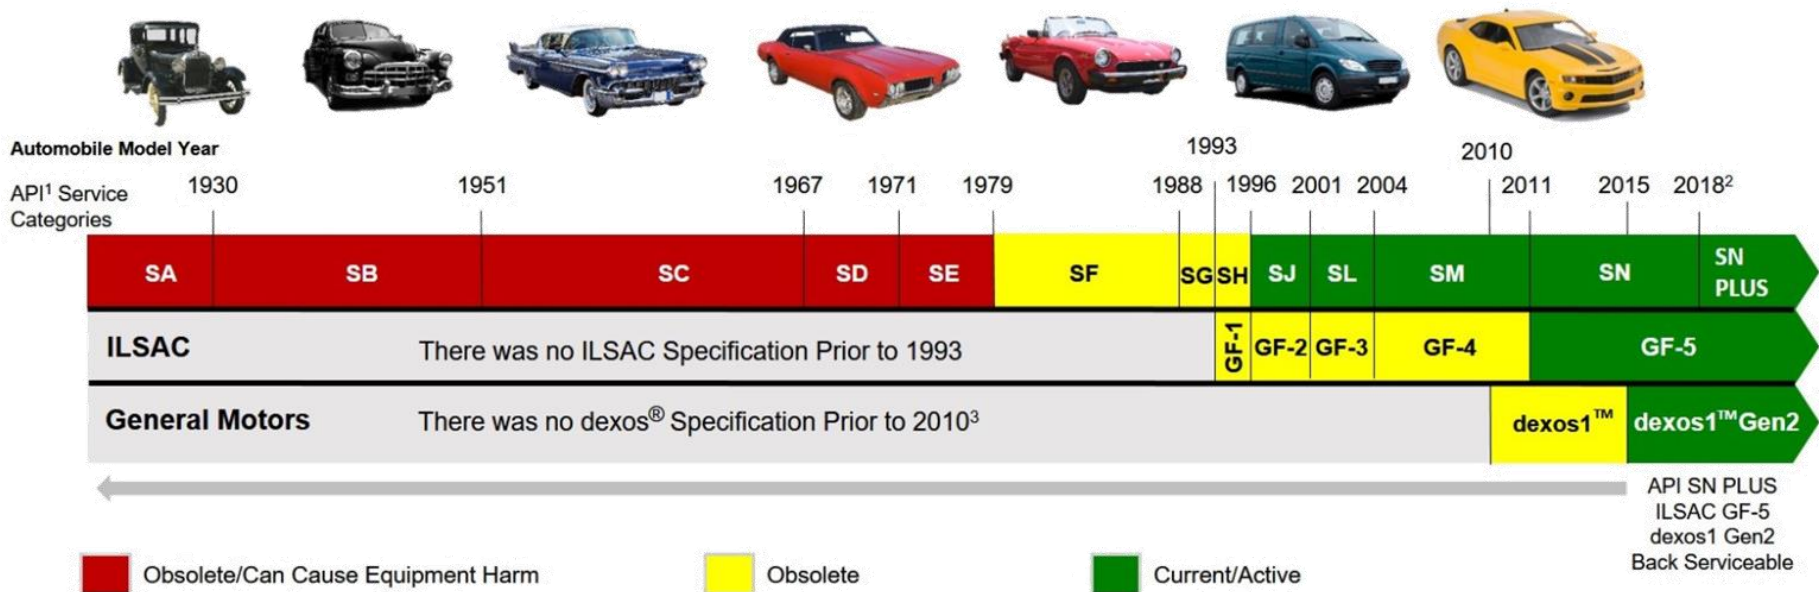 Automobile Model Year
1993
2010
API¹ Service
Categories
1930
1951
1967
1971
1979
1988
1996
2001
2004
2011
2015
2018²
SA
SB
SC
SD
SE
SF
SG
SH
SJ
SL
SM
SN
SN
PLUS
ILSAC
There was no ILSAC Specification Prior to 1993
GF-1
GF-2
GF-3
GF-4
GF-5
General Motors
There was no dexos® Specification Prior to 2010³
dexos1™
dexos1™Gen2
API SN PLUS
ILSAC GF-5
dexos1 Gen2
Back Serviceable
Obsolete/Can Cause Equipment Harm
Obsolete
Current/Active